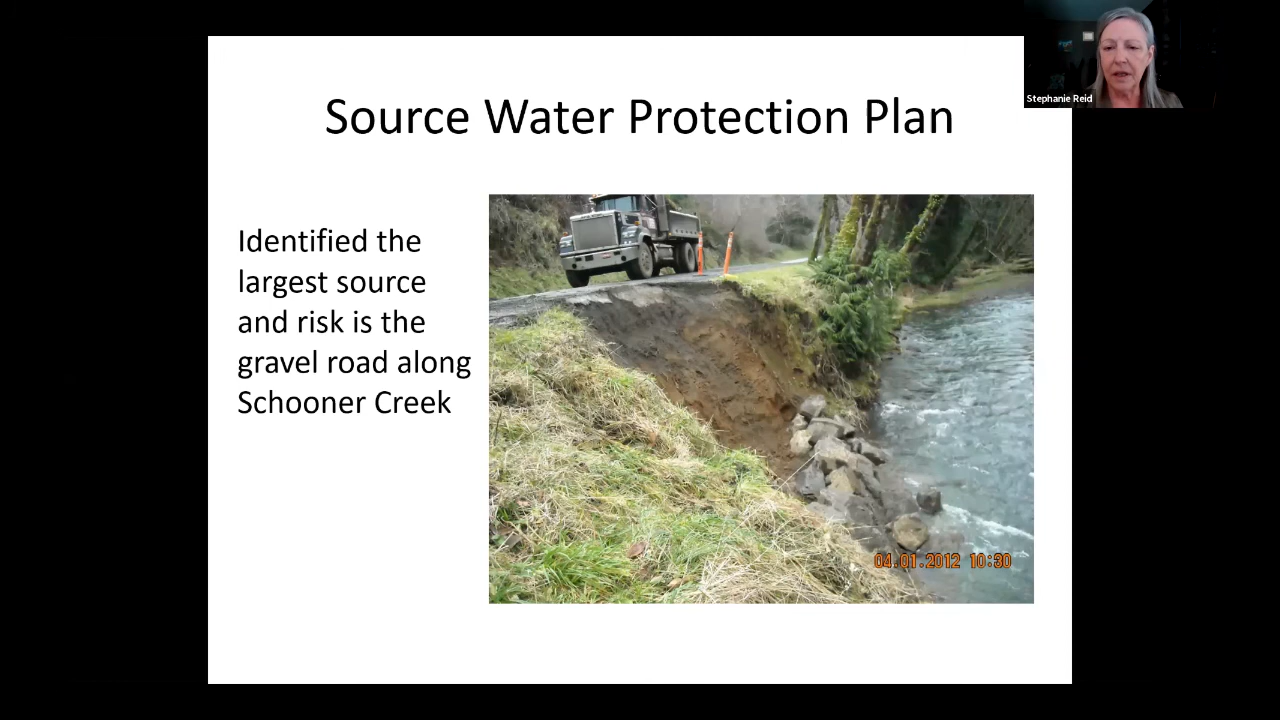 Source Water Protection Plan
Stephanie Reid
Identified the
largest source
and risk is the
gravel road along
Schooner Creek
04.01.2012 10:30